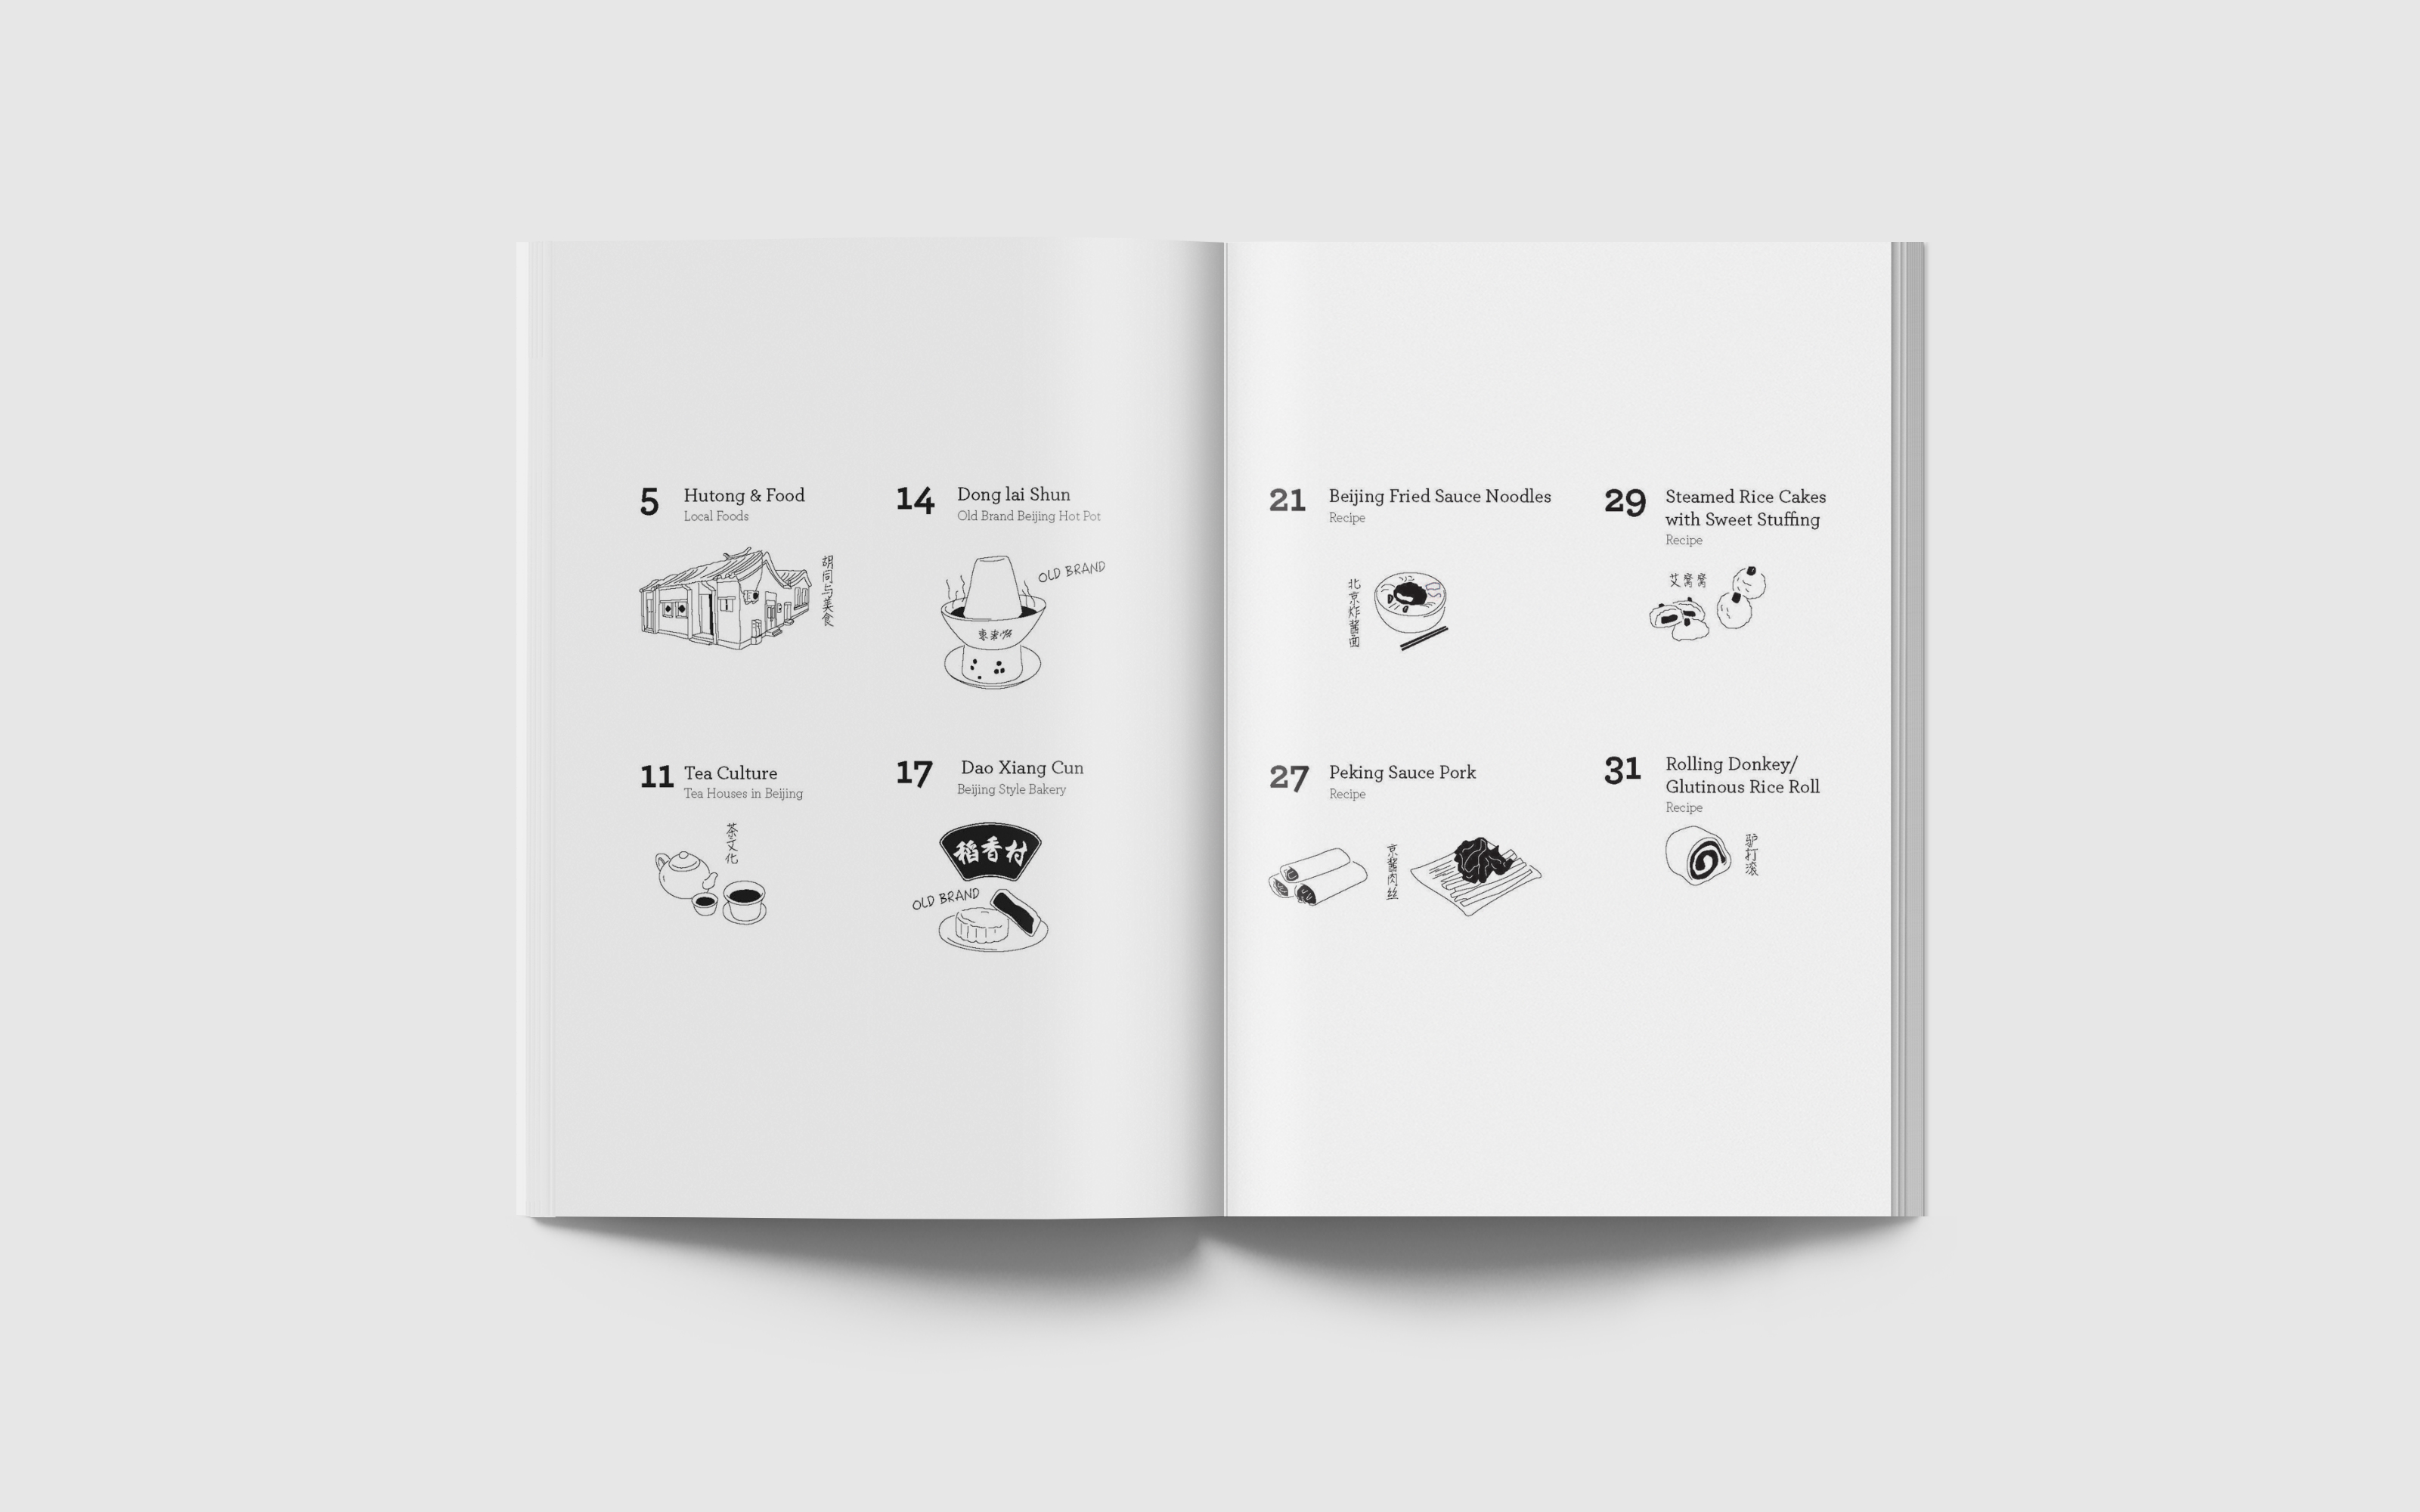 5
Hutong & Food
Local Foods
胡同与美食
11
Tea Culture
Tea Houses in Beijing
茶文化
14
Dong lai Shun
Old Brand Beijing Hot Pot
OLD BRAND
17
Dao Xiang Cun
Beijing Style Bakery
稻香村
OLD BRAND
21
Beijing Fried Sauce Noodles
Recipe
北京炸酱面
27
Peking Sauce Pork
Recipe
京酱肉丝
29
Steamed Rice Cakes
with Sweet Stuffing
Recipe
艾窝窝
31
Rolling Donkey/
Glutinous Rice Roll
Recipe
驴打滚